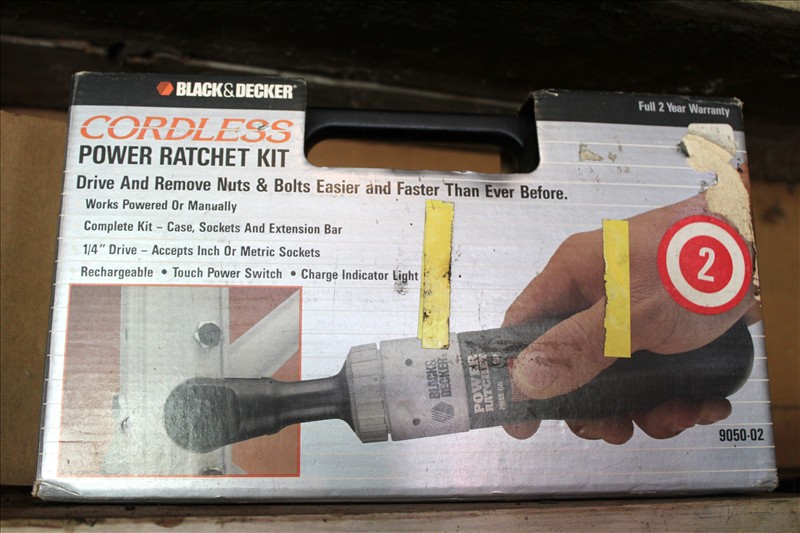 BLACK&DECKER
Full 2 Year Warranty
CORDLESS
POWER RATCHET KIT
Drive And Remove Nuts & Bolts Easier and Faster Than Ever Before.
Works Powered Or Manually
Complete Kit – Case, Sockets And Extension Bar
1/4" Drive – Accepts Inch Or Metric Sockets
Rechargeable • Touch Power Switch • Charge Indicator Light
2
BLACK&
DECKER
POWER
RATCHET
9050-02